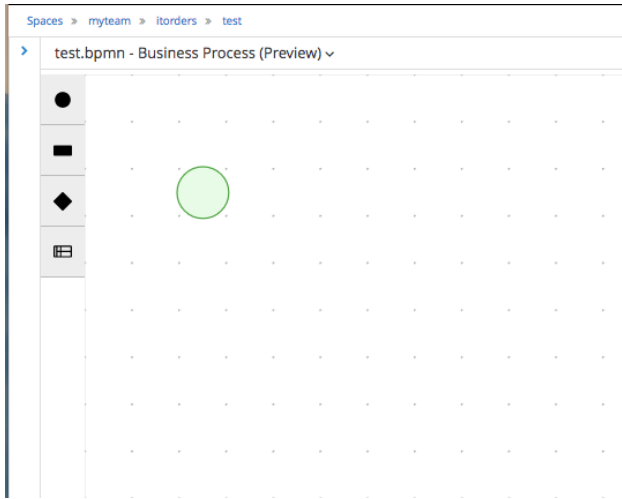 Spaces » myteam » itorders » test
test.bpmn - Business Process (Preview)